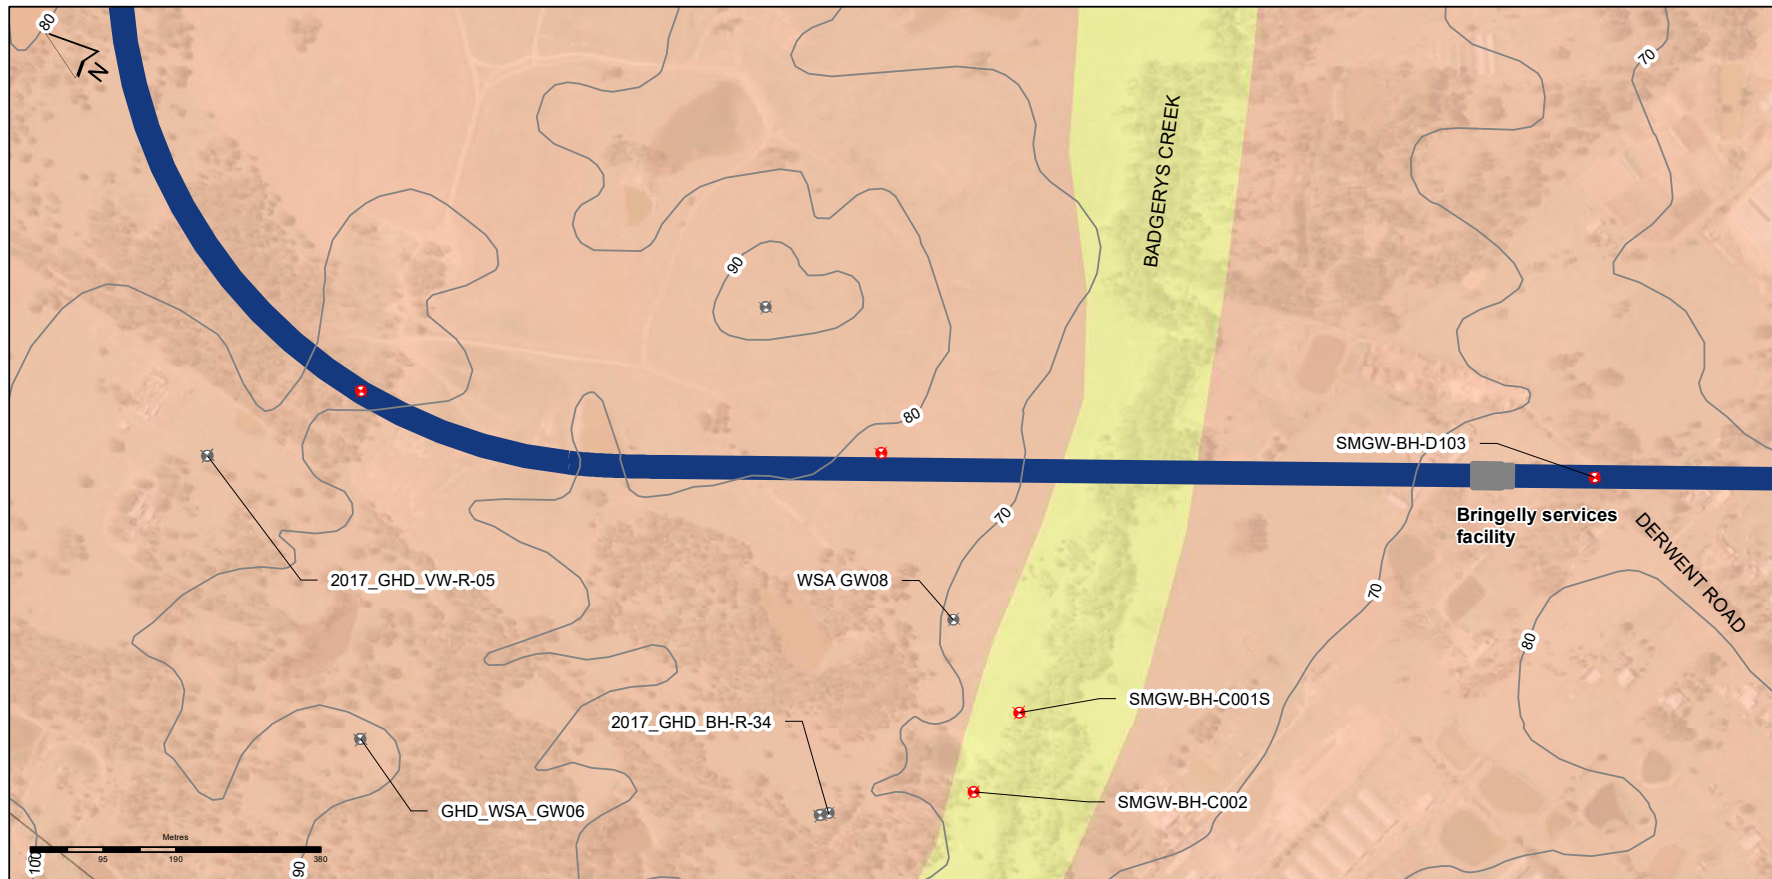 80
N
70
BADGERYS CREEK
90
80
SMGW-BH-D103
70
Bringelly services
facility
DERWENT ROAD
2017_GHD_VW-R-05
WSA GW08
70
80
SMGW-BH-C001S
2017_GHD_BH-R-34
SMGW-BH-C002
GHD_WSA_GW06
Metres
95
190
380
100
90